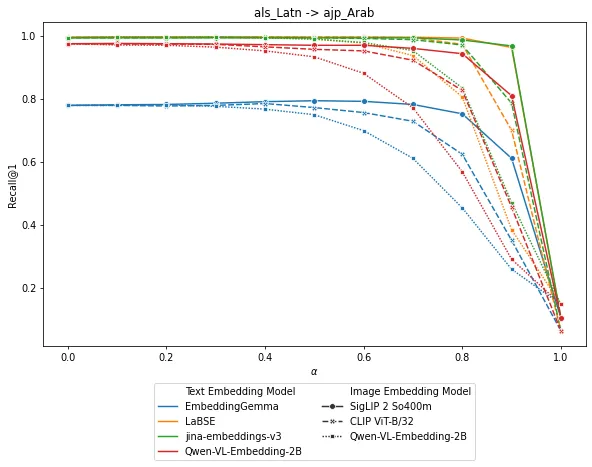 als_Latn -> ajp_Arab
1.0
0.8
0.6
0.4
0.2
Recall@1
0.0 0.2 0.4 0.6 0.8 1.0
α
Text Embedding Model Image Embedding Model
EmbeddingGemma SigLIP 2 So400m
LaBSE CLIP ViT-B/32
jina-embeddings-v3 Qwen-VL-Embedding-2B
Qwen-VL-Embedding-2B